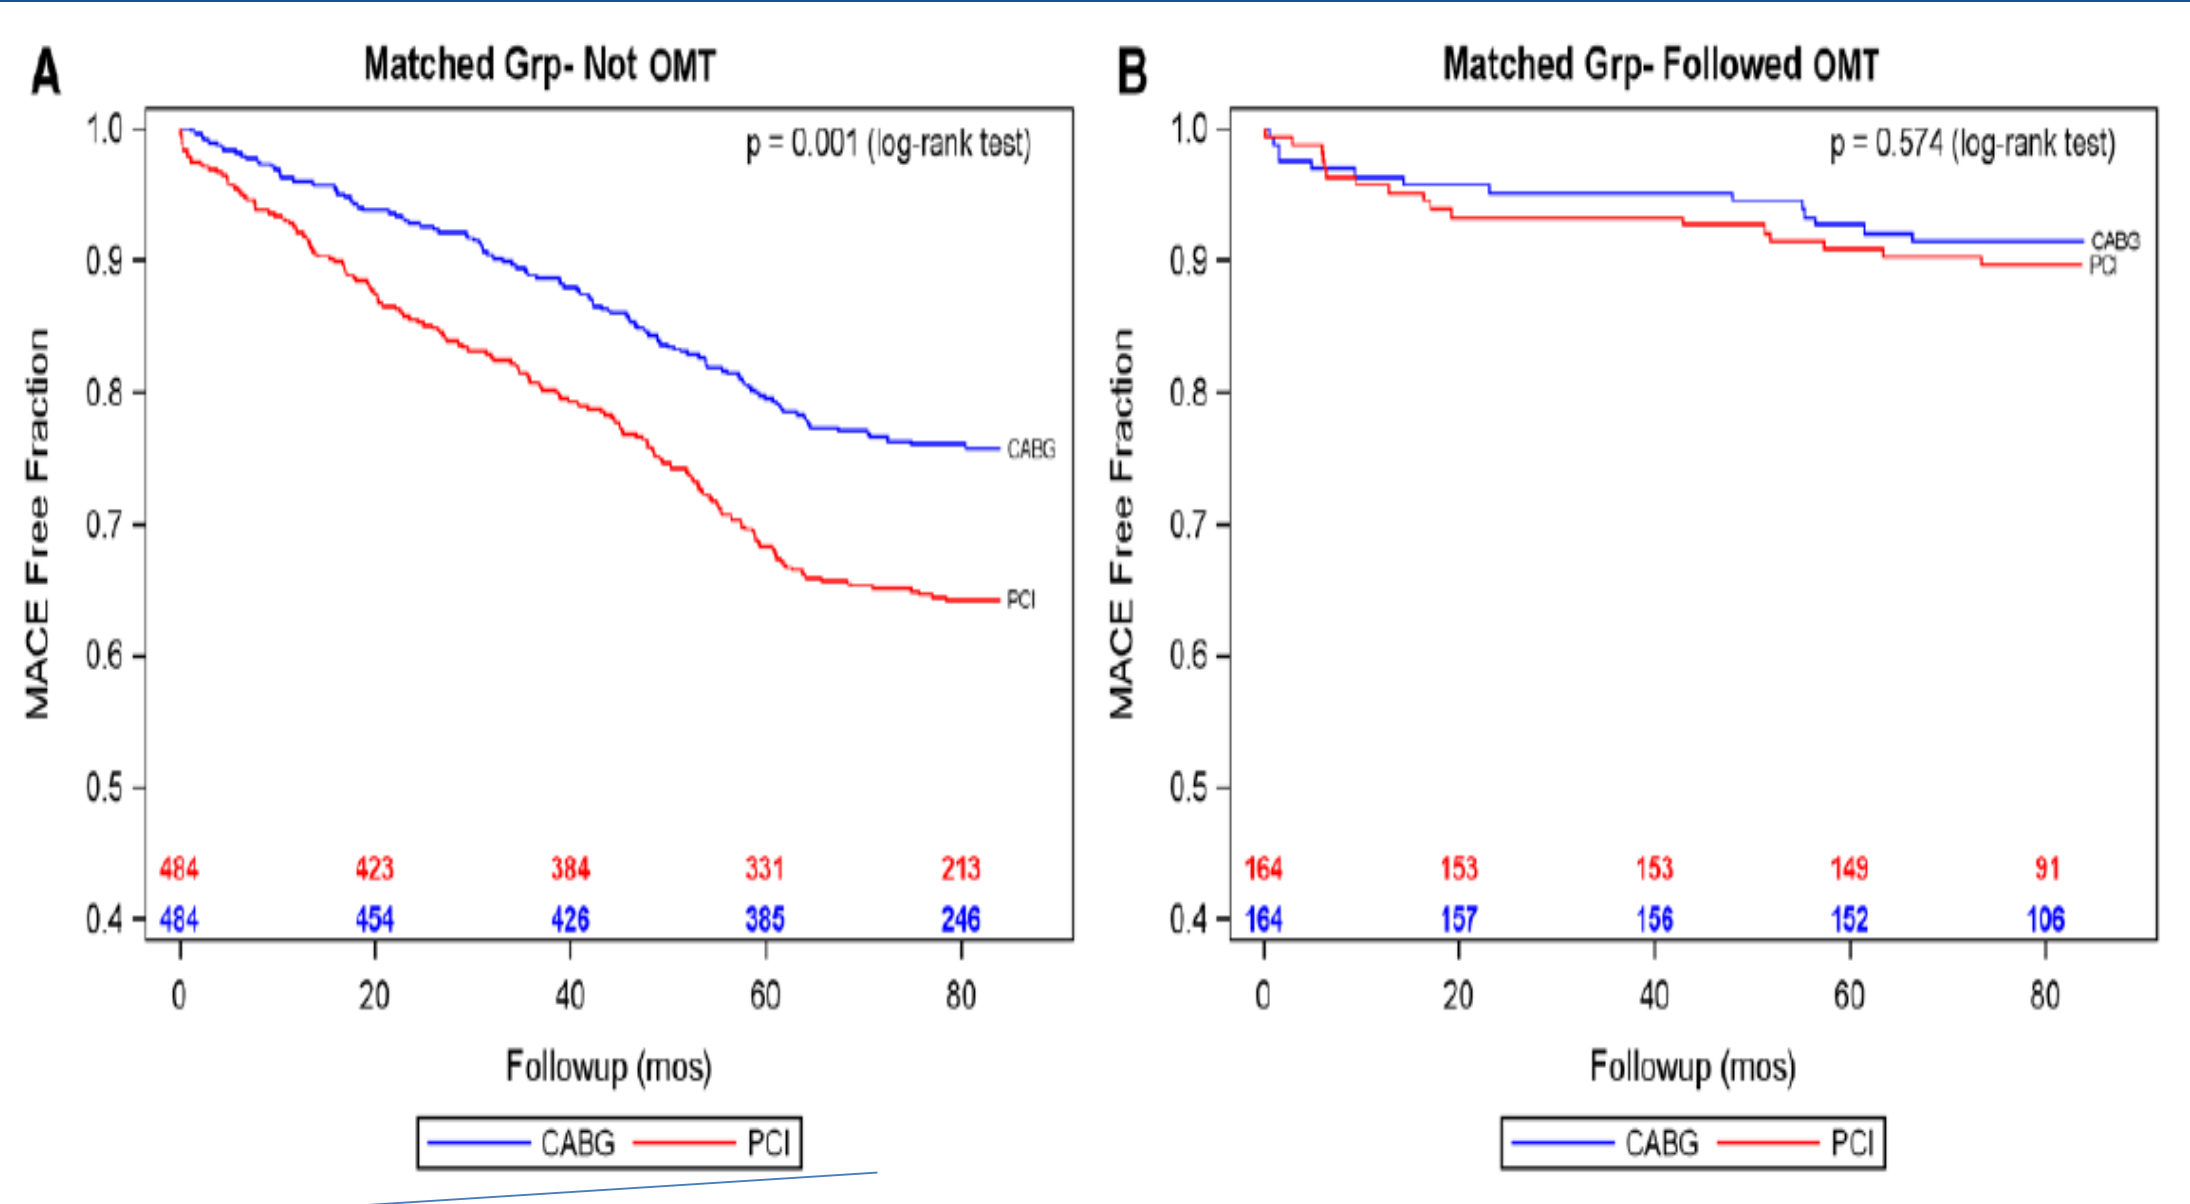 A
Matched Grp- Not OMT
p = 0.001 (log-rank test)
MACE Free Fraction
1.0
0.9
0.8
0.7
0.6
0.5
0.4
CABG
PCI
484 423 384 331 213
484 454 426 385 246
0 20 40 60 80
Followup (mos)
CABG PCI
B
Matched Grp- Followed OMT
p = 0.574 (log-rank test)
MACE Free Fraction
1.0
0.9
0.8
0.7
0.6
0.5
0.4
CABG
PCI
164 153 153 149 91
164 157 156 152 106
0 20 40 60 80
Followup (mos)
CABG PCI